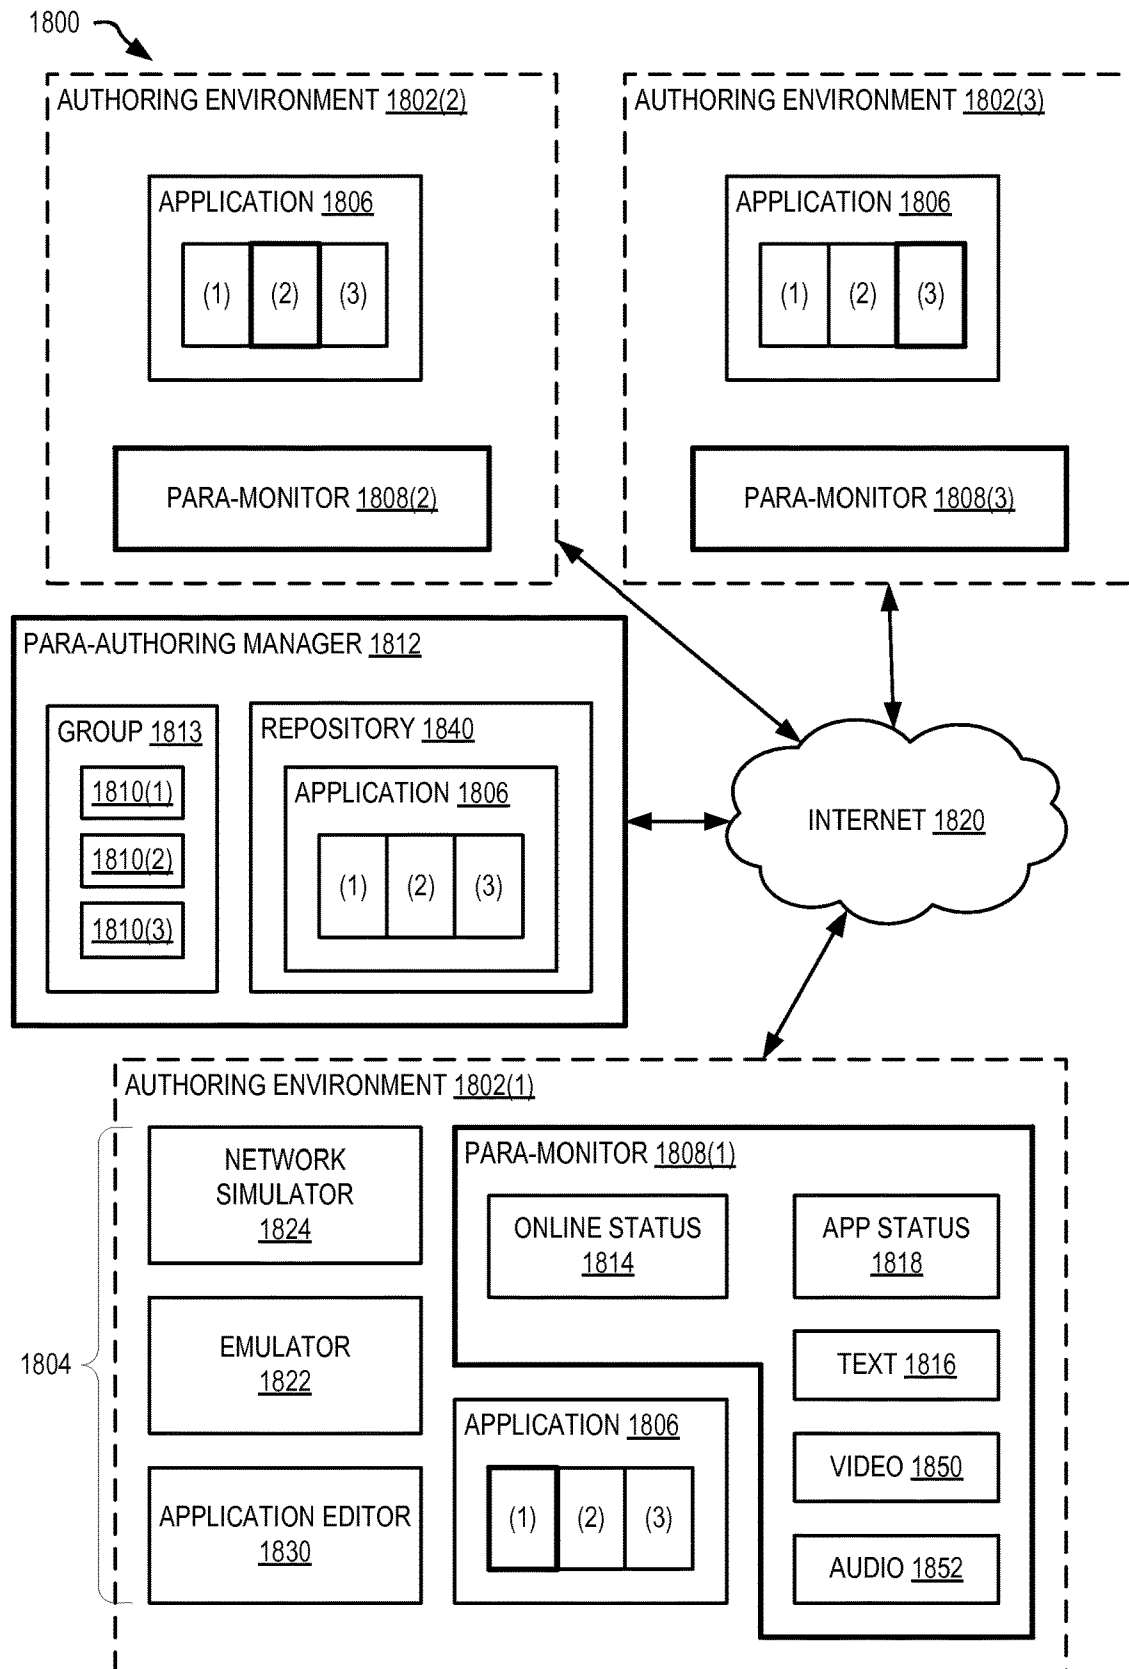 1800
AUTHORING ENVIRONMENT 1802(2)
APPLICATION 1806
(1) (2) (3)
PARA-MONITOR 1808(2)
AUTHORING ENVIRONMENT 1802(3)
APPLICATION 1806
(1) (2) (3)
PARA-MONITOR 1808(3)
PARA-AUTHORING MANAGER 1812
GROUP 1813
1810(1)
1810(2)
1810(3)
REPOSITORY 1840
APPLICATION 1806
(1) (2) (3)
INTERNET 1820
AUTHORING ENVIRONMENT 1802(1)
1804
NETWORK
SIMULATOR
1824
EMULATOR
1822
APPLICATION EDITOR
1830
PARA-MONITOR 1808(1)
ONLINE STATUS
1814
APP STATUS
1818
TEXT 1816
VIDEO 1850
AUDIO 1852
APPLICATION 1806
(1) (2) (3)